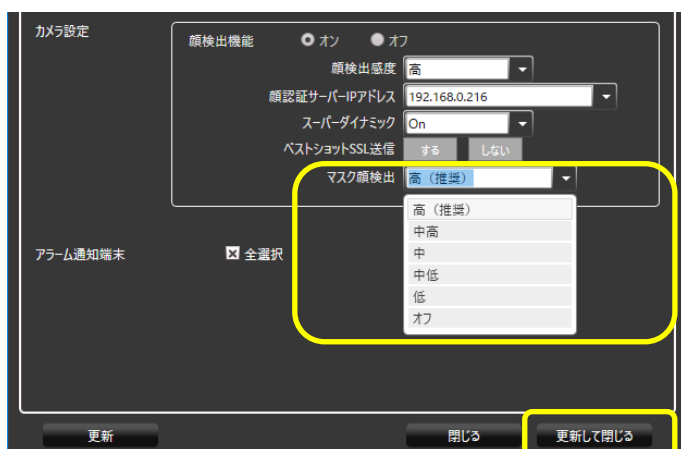 カメラ設定
顔検出機能 オン オフ
顔検出感度 高
顔認証サーバーIPアドレス 192.168.0.216
スーパーダイナミック On
ベストショットSSL送信 する しない
マスク顔検出 高（推奨）
高（推奨）
中高
中
中低
低
オフ
アラーム通知端末 全選択
更新 閉じる 更新して閉じる